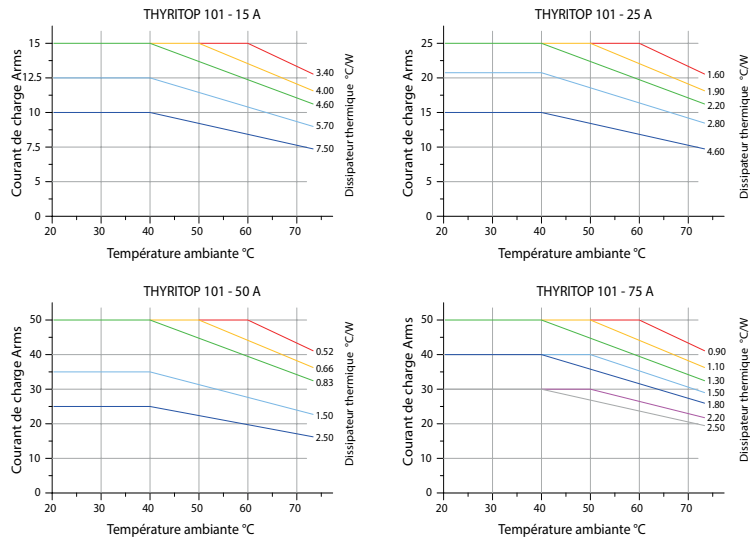 THYRITOP 101 - 15 A
Courant de charge Arms
15
12.5
10
7.5
5
0
3.40
4.00
4.60
5.70
7.50
Dissipateur thermique °C/W
20 30 40 50 60 70
Température ambiante °C
THYRITOP 101 - 25 A
Courant de charge Arms
25
20
15
10
5
0
1.60
1.90
2.20
2.80
4.60
Dissipateur thermique °C/W
20 30 40 50 60 70
Température ambiante °C
THYRITOP 101 - 50 A
Courant de charge Arms
50
40
30
20
10
0
0.52
0.66
0.83
1.50
2.50
Dissipateur thermique °C/W
20 30 40 50 60 70
Température ambiante °C
THYRITOP 101 - 75 A
Courant de charge Arms
50
40
30
20
10
0
0.90
1.10
1.30
1.50
1.80
2.20
2.50
Dissipateur thermique °C/W
20 30 40 50 60 70
Température ambiante °C